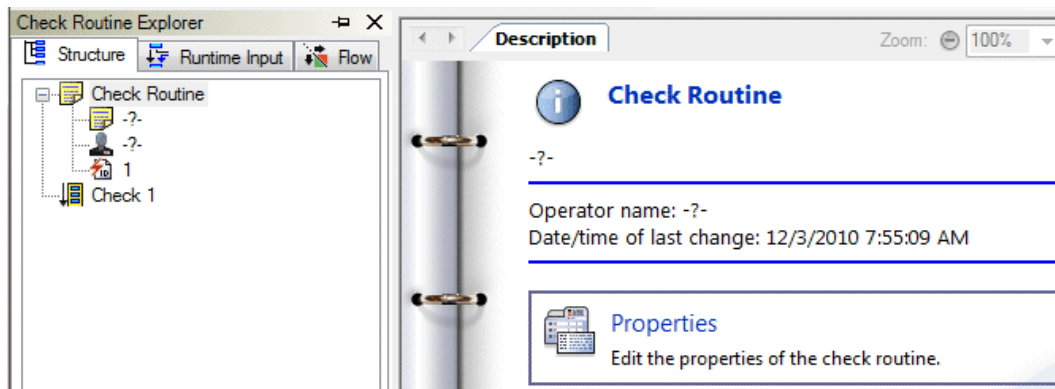 Check Routine Explorer
Structure
Runtime Input
Flow
Check Routine
-?-
-?-
ID 1
Check 1
Description
Zoom: 100%
Check Routine
-?-
Operator name: -?-
Date/time of last change: 12/3/2010 7:55:09 AM
Properties
Edit the properties of the check routine.